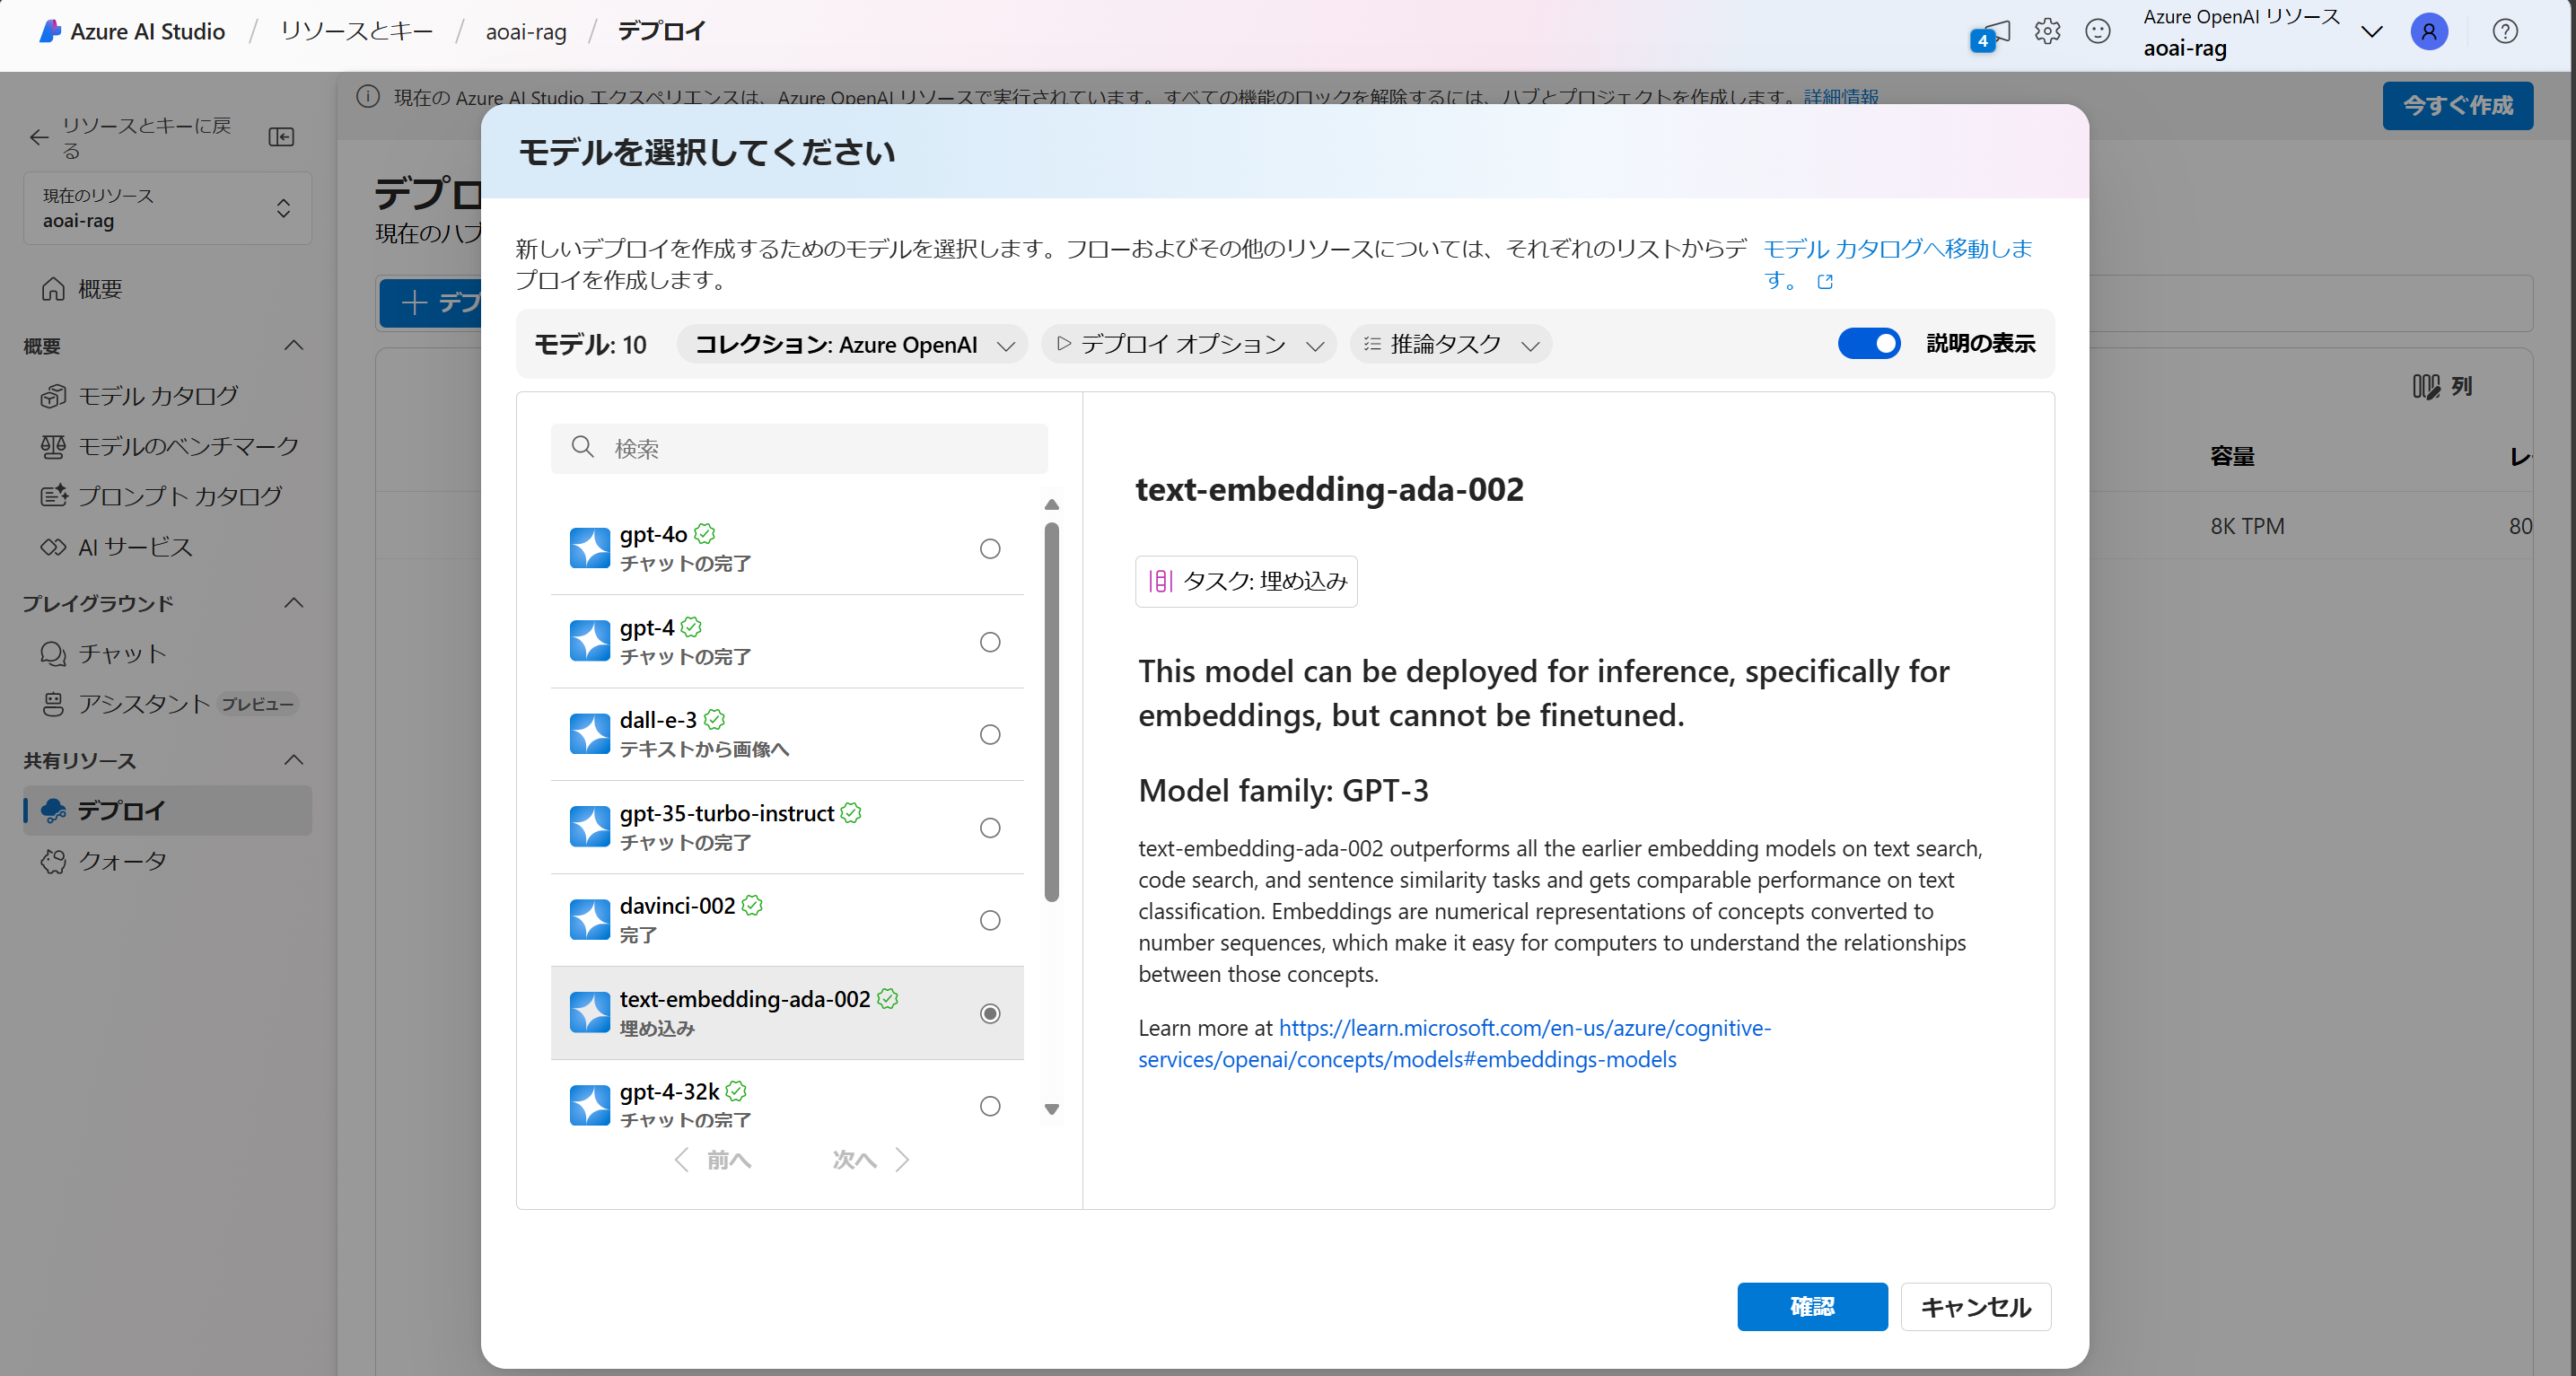 Azure AI Studio / リソースとキー / aoai-rag / デプロイ
4
Azure OpenAI リソース
aoai-rag
現在の Azure AI Studio エクスペリエンスは、Azure OpenAI リソースで実行されています。すべての機能のロックを解除するには、ハブとプロジェクトを作成します。詳細情報
今すぐ作成
リソースとキーに戻
る
現在のリソース
aoai-rag
概要
概要
モデル カタログ
モデルのベンチマーク
プロンプト カタログ
AI サービス
プレイグラウンド
チャット
アシスタント プレビュー
共有リソース
デプロイ
クォータ
デプロ
現在のハブ
デプ
列
容量
8K TPM
80
モデルを選択してください
新しいデプロイを作成するためのモデルを選択します。フローおよびその他のリソースについては、それぞれのリストからデ
プロイを作成します。
モデル カタログへ移動しま
す。
モデル: 10
コレクション: Azure OpenAI
デプロイ オプション
推論タスク
説明の表示
検索
gpt-4o
チャットの完了
gpt-4
チャットの完了
dall-e-3
テキストから画像へ
gpt-35-turbo-instruct
チャットの完了
davinci-002
完了
text-embedding-ada-002
埋め込み
gpt-4-32k
チャットの完了
前へ
次へ
text-embedding-ada-002
タスク: 埋め込み
This model can be deployed for inference, specifically for
embeddings, but cannot be finetuned.
Model family: GPT-3
text-embedding-ada-002 outperforms all the earlier embedding models on text search,
code search, and sentence similarity tasks and gets comparable performance on text
classification. Embeddings are numerical representations of concepts converted to
number sequences, which make it easy for computers to understand the relationships
between those concepts.
Learn more at https://learn.microsoft.com/en-us/azure/cognitive-
services/openai/concepts/models#embeddings-models
確認
キャンセル